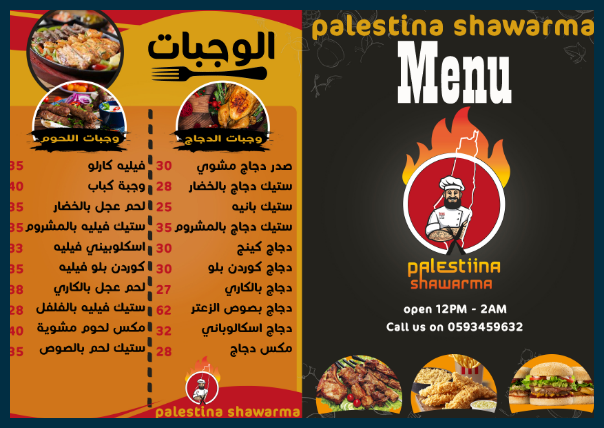 palestina shawarma
Menu
palestiina
shawarma
open 12PM - 2AM
Call us on 0593459632
الوجبات
وجبات الدجاج
صدر دجاج مشوي 30
ستيك دجاج بالخضار 28
ستيك بانيه 25
ستيك دجاج بالمشروم 35
دجاج كينج 30
دجاج كوردن بلو 30
دجاج بالكاري 27
دجاج بصوص الزعتر 62
دجاج اسكالوباني 32
مكس دجاج 28
وجبات اللحوم
فيليه كارلو 35
وجبة كباب 40
لحم عجل بالخضار 35
ستيك فيليه بالمشروم 35
اسكلوبيني فيليه 33
كوردن بلو فيليه 35
لحم عجل بالكاري 38
ستيك فيليه بالفلفل 28
مكس لحوم مشوية 40
ستيك لحم بالصوص 35
palestina shawarma